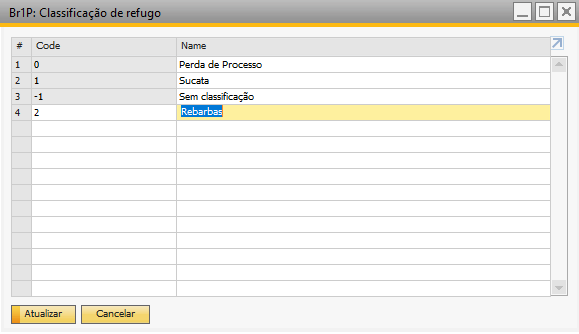 Br1P: Classificação de refugo
# Code Name
1 0 Perda de Processo
2 1 Sucata
3 -1 Sem classificação
4 2 Rebarbas
Atualizar Cancelar